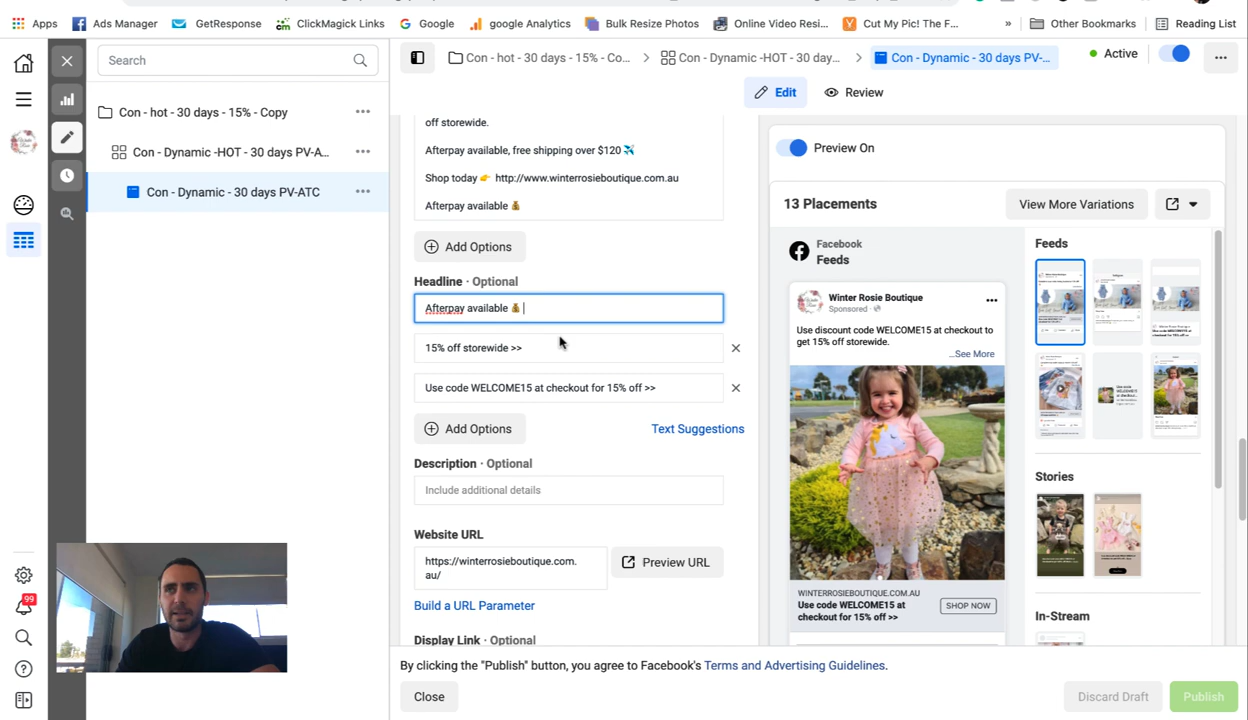 Apps
Ads Manager
GetResponse
ClickMagick Links
Google
google Analytics
Bulk Resize Photos
Online Video Resi...
Cut My Pic! The F...
»
Other Bookmarks
Reading List
Search
Con - hot - 30 days - 15% - Co...
Con - Dynamic -HOT - 30 day...
Con - Dynamic - 30 days PV-...
Active
Edit
Review
Con - hot - 30 days - 15% - Copy
Con - Dynamic -HOT - 30 days PV-A...
Con - Dynamic - 30 days PV-ATC
off storewide.
Afterpay available, free shipping over $120 ✈️
Shop today 👉 http://www.winterrosieboutique.com.au
Afterpay available 💰
Add Options
Headline · Optional
Afterpay available 💰
15% off storewide >>
Use code WELCOME15 at checkout for 15% off >>
Add Options
Text Suggestions
Description · Optional
Include additional details
Website URL
https://winterrosieboutique.com.
au/
Preview URL
Build a URL Parameter
Display Link · Optional
Preview On
13 Placements
View More Variations
Facebook
Feeds
Winter Rosie Boutique
Sponsored ·
Use discount code WELCOME15 at checkout to
get 15% off storewide.
...See More
WINTERROSIEBOUTIQUE.COM.AU
Use code WELCOME15 at
checkout for 15% off >>
SHOP NOW
Feeds
Stories
In-Stream
99
By clicking the "Publish" button, you agree to Facebook's Terms and Advertising Guidelines.
Close
Discard Draft
Publish